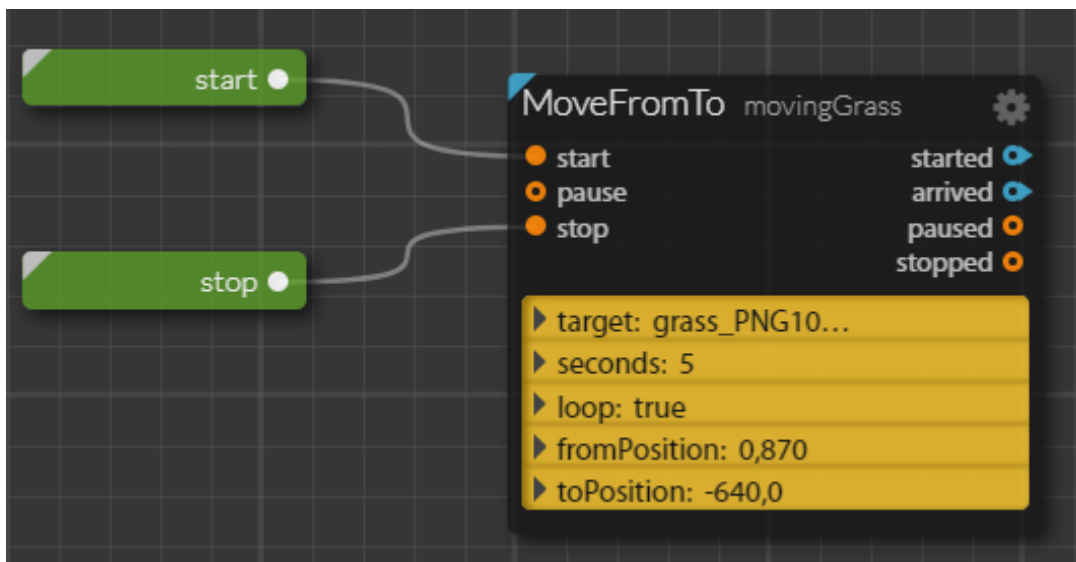 start
stop
MoveFromTo movingGrass
start
pause
stop
started
arrived
paused
stopped
target: grass_PNG10...
seconds: 5
loop: true
fromPosition: 0,870
toPosition: -640,0